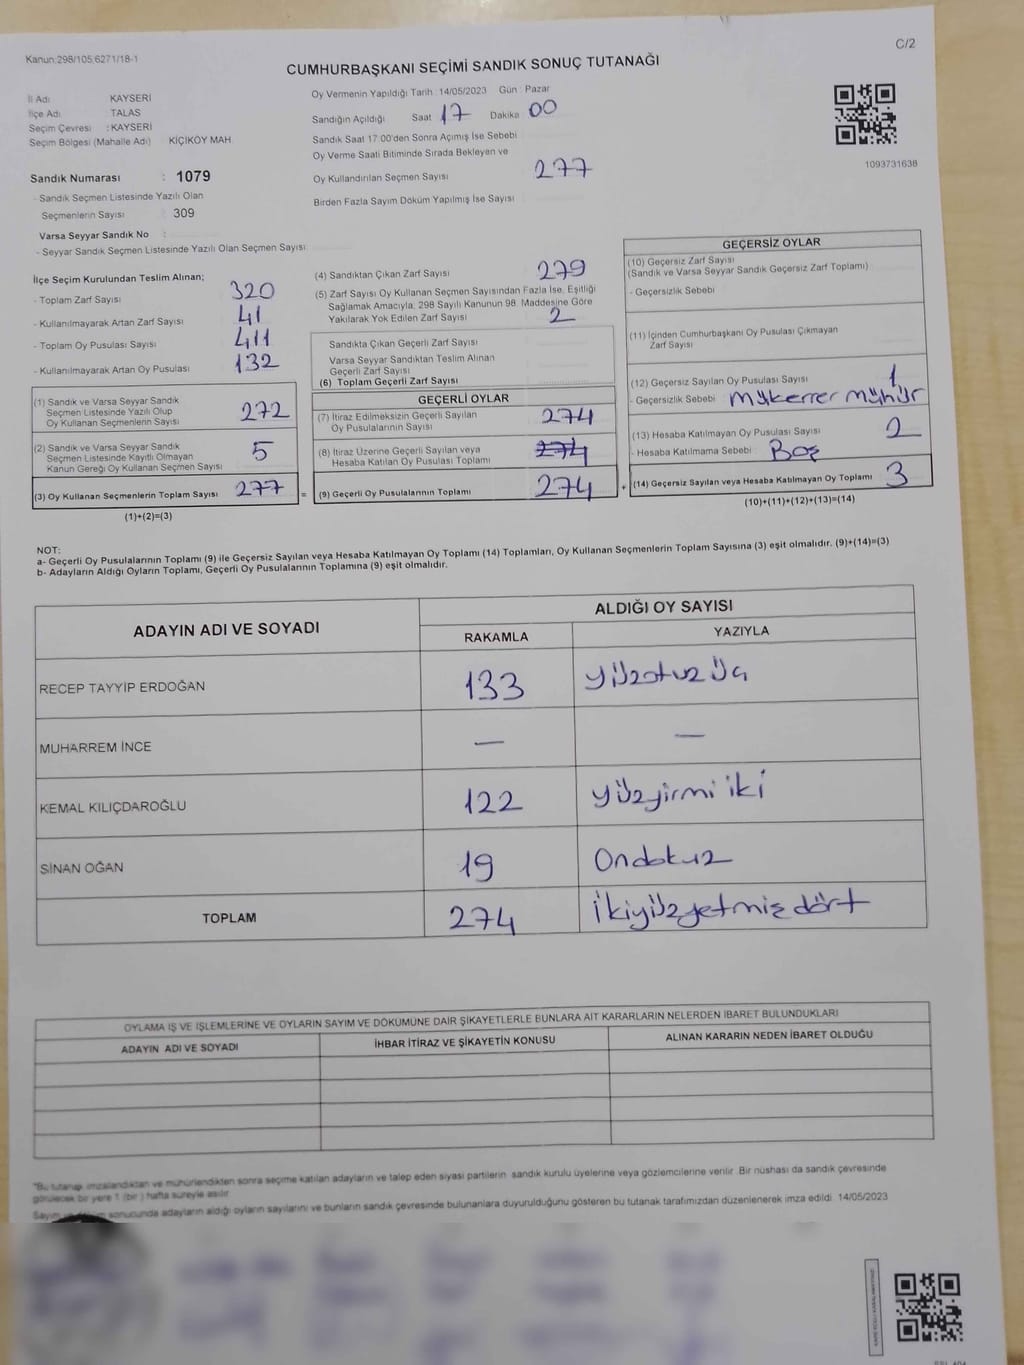 Kanun:298/105;6271/18-1
C/2
CUMHURBAŞKANI SEÇİMİ SANDIK SONUÇ TUTANAĞI
İl Adı KAYSERİ
İlçe Adı TALAS
Seçim Çevresi : KAYSERİ
Seçim Bölgesi (Mahalle Adı) KİÇİKÖY MAH
Sandık Numarası : 1079
- Sandık Seçmen Listesinde Yazılı Olan
Seçmenlerin Sayısı 309
Varsa Seyyar Sandık No :
- Seyyar Sandık Seçmen Listesinde Yazılı Olan Seçmen Sayısı
Oy Vermenin Yapıldığı Tarih : 14/05/2023 Gün : Pazar
Sandığın Açıldığı Saat 17 Dakika 00
Sandık Saat 17:00'den Sonra Açımış İse Sebebi
Oy Verme Saati Bitiminde Sırada Bekleyen ve
Oy Kullandırılan Seçmen Sayısı 277
Birden Fazla Sayım Döküm Yapılmış İse Sayısı
1093731638
İlçe Seçim Kurulundan Teslim Alınan;
- Toplam Zarf Sayısı 320
- Kullanılmayarak Artan Zarf Sayısı 41
- Toplam Oy Pusulası Sayısı 411
- Kullanılmayarak Artan Oy Pusulası 132
(1) Sandık ve Varsa Seyyar Sandık
Seçmen Listesinde Yazılı Olup
Oy Kullanan Seçmenlerin Sayısı 272
(2) Sandık ve Varsa Seyyar Sandık
Seçmen Listesinde Kayıtlı Olmayan
Kanun Gereği Oy Kullanan Seçmen Sayısı 5
(3) Oy Kullanan Seçmenlerin Toplam Sayısı 277 =
(1)+(2)=(3)
(4) Sandıktan Çıkan Zarf Sayısı 279
(5) Zarf Sayısı Oy Kullanan Seçmen Sayısından Fazla İse, Eşitliği
Sağlamak Amacıyla; 298 Sayılı Kanunun 98. Maddesine Göre
Yakılarak Yok Edilen Zarf Sayısı 2
Sandıkta Çıkan Geçerli Zarf Sayısı
Varsa Seyyar Sandıktan Teslim Alınan
Geçerli Zarf Sayısı
(6) Toplam Geçerli Zarf Sayısı
GEÇERLİ OYLAR
(7) İtiraz Edilmeksizin Geçerli Sayılan
Oy Pusulalarının Sayısı 274
(8) İtiraz Üzerine Geçerli Sayılan veya
Hesaba Katılan Oy Pusulası Toplamı 274
(9) Geçerli Oy Pusulalarının Toplamı 274 +
GEÇERSİZ OYLAR
(10) Geçersiz Zarf Sayısı
(Sandık ve Varsa Seyyar Sandık Geçersiz Zarf Toplamı)
- Geçersizlik Sebebi
(11) İçinden Cumhurbaşkanı Oy Pusulası Çıkmayan
Zarf Sayısı
(12) Geçersiz Sayılan Oy Pusulası Sayısı 1
- Geçersizlik Sebebi Mükerrer mühür
(13) Hesaba Katılmayan Oy Pusulası Sayısı 2
- Hesaba Katılmama Sebebi Boş
(14) Geçersiz Sayılan veya Hesaba Katılmayan Oy Toplamı 3
(10)+(11)+(12)+(13)=(14)
NOT:
a- Geçerli Oy Pusulalarının Toplamı (9) ile Geçersiz Sayılan veya Hesaba Katılmayan Oy Toplamı (14) Toplamları, Oy Kullanan Seçmenlerin Toplam Sayısına (3) eşit olmalıdır. (9)+(14)=(3)
b- Adayların Aldığı Oyların Toplamı, Geçerli Oy Pusulalarının Toplamına (9) eşit olmalıdır.
ADAYIN ADI VE SOYADI
ALDIĞI OY SAYISI
RAKAMLA YAZIYLA
RECEP TAYYİP ERDOĞAN 133 yüzotuz üç
MUHARREM İNCE — —
KEMAL KILIÇDAROĞLU 122 yüzyirmi iki
SİNAN OĞAN 19 Ondokuz
TOPLAM 274 İkiyüzyetmiş dört
OYLAMA İŞ VE İŞLEMLERİNE VE OYLARIN SAYIM VE DÖKÜMÜNE DAİR ŞİKAYETLERLE BUNLARA AİT KARARLARIN NELERDEN İBARET BULUNDUKLARI
ADAYIN ADI VE SOYADI İHBAR İTİRAZ VE ŞİKAYETİN KONUSU ALINAN KARARIN NEDEN İBARET OLDUĞU
*Bu tutanak imzalandıktan ve mühürlendikten sonra seçime katılan adayların ve talep eden siyasi partilerin sandık kurulu üyelerine veya gözlemcilerine verilir. Bir nüshası da sandık çevresinde
görülecek bir yere 1 (bir) hafta süreyle asılır.
Sayım sonucunda adayların aldığı oyların sayılarını ve bunların sandık çevresinde bulunanlara duyurulduğunu gösteren bu tutanak tarafımızdan düzenlenerek imza edildi. 14/05/2023